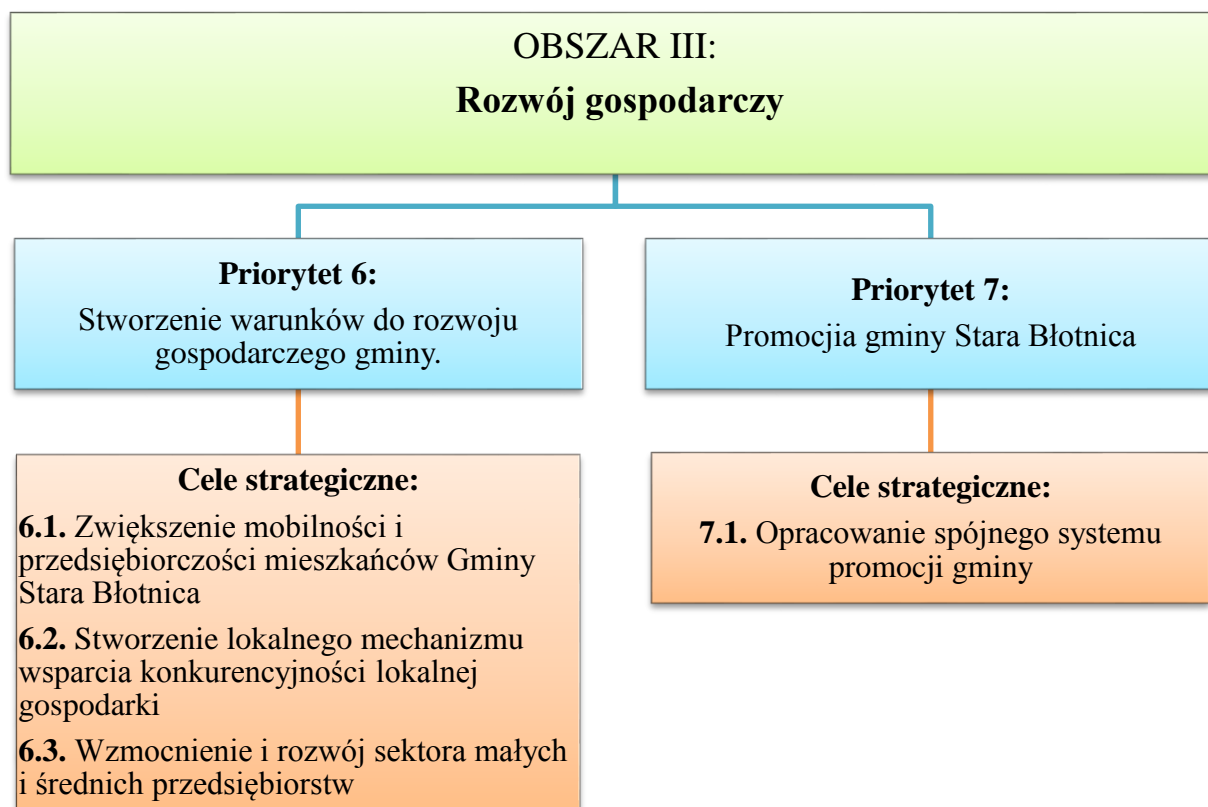 OBSZAR III:
Rozwój gospodarczy
Priorytet 6:
Stworzenie warunków do rozwoju
gospodarczego gminy.
Priorytet 7:
Promocjia gminy Stara Błotnica
Cele strategiczne:
6.1. Zwiększenie mobilności i
przedsiębiorczości mieszkańców Gminy
Stara Błotnica
6.2. Stworzenie lokalnego mechanizmu
wsparcia konkurencyjności lokalnej
gospodarki
6.3. Wzmocnienie i rozwój sektora małych
i średnich przedsiębiorstw
Cele strategiczne:
7.1. Opracowanie spójnego systemu
promocji gminy